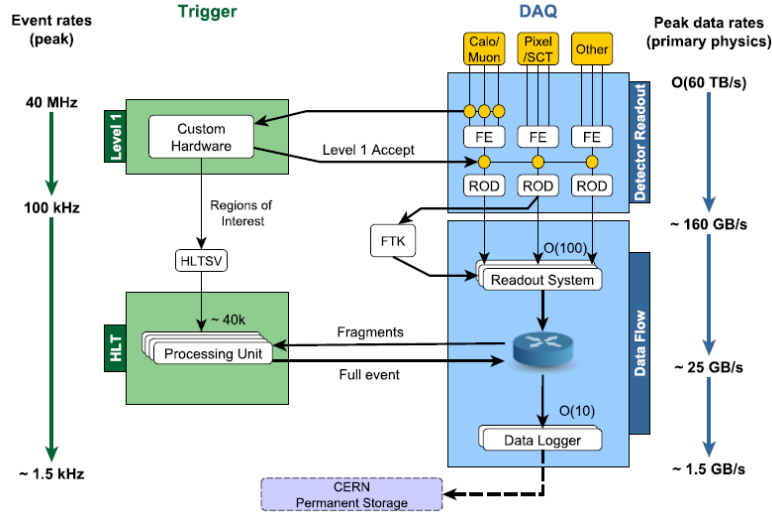 Trigger
DAQ
Event rates
(peak)
Peak data rates
(primary physics)
Calo/
Muon
Pixel
/SCT
Other
40 MHz
O(60 TB/s)
Level 1
Custom
Hardware
FE
FE
FE
Detector Readout
Level 1 Accept
ROD
ROD
ROD
100 kHz
Regions of
Interest
~ 160 GB/s
FTK
O(100)
HLTSV
Readout System
~ 40k
HLT
Processing Unit
Fragments
Full event
Data Flow
~ 25 GB/s
O(10)
Data Logger
~ 1.5 kHz
~ 1.5 GB/s
CERN
Permanent Storage